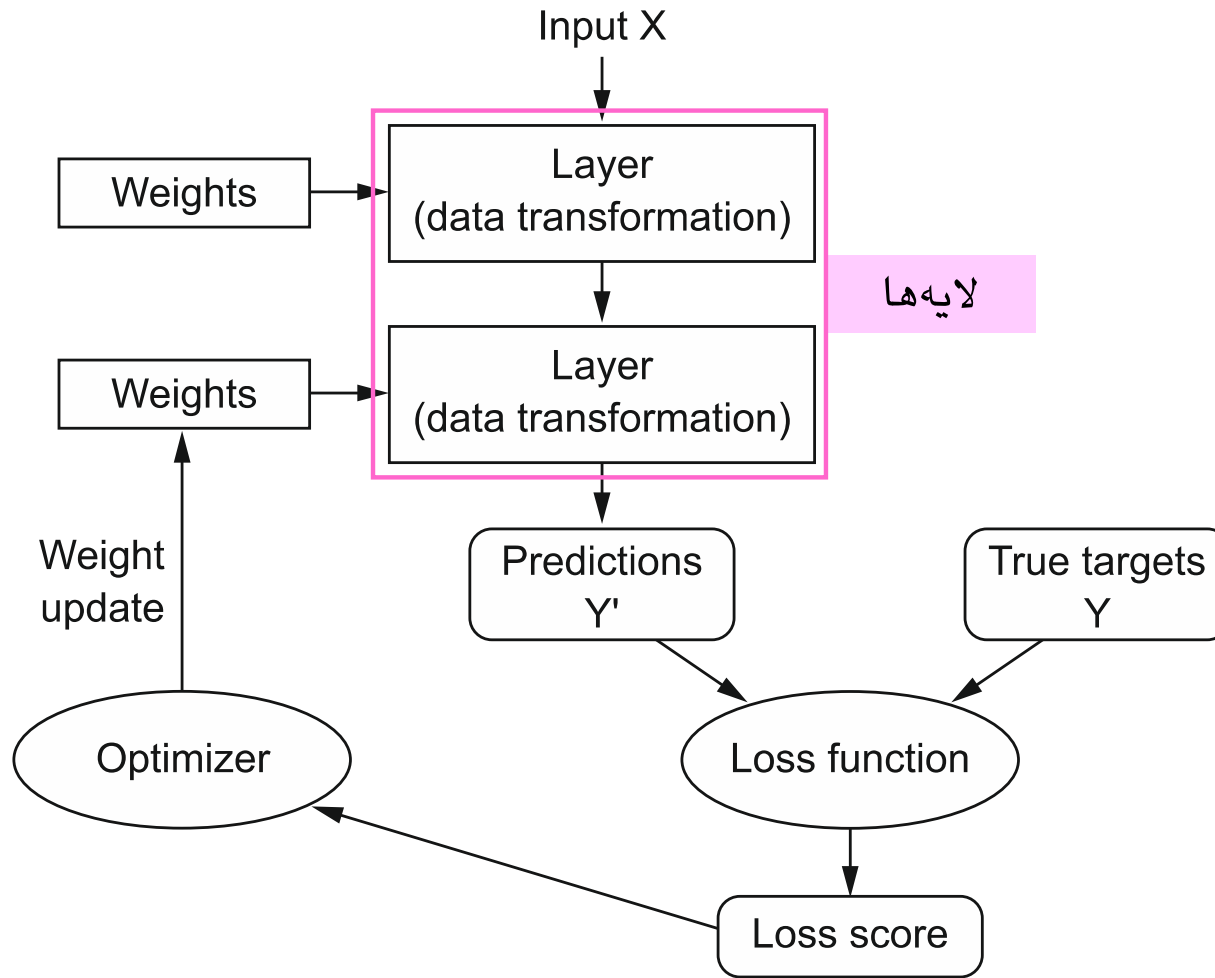 Input X
Weights
Layer
(data transformation)
لایه‌ها
Weights
Layer
(data transformation)
Weight
update
Predictions
Y'
True targets
Y
Optimizer
Loss function
Loss score